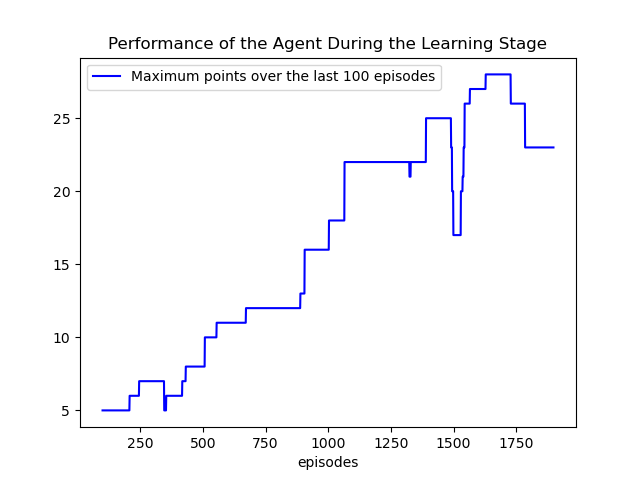 Performance of the Agent During the Learning Stage
Maximum points over the last 100 episodes
25
20
15
10
5
250 500 750 1000 1250 1500 1750
episodes